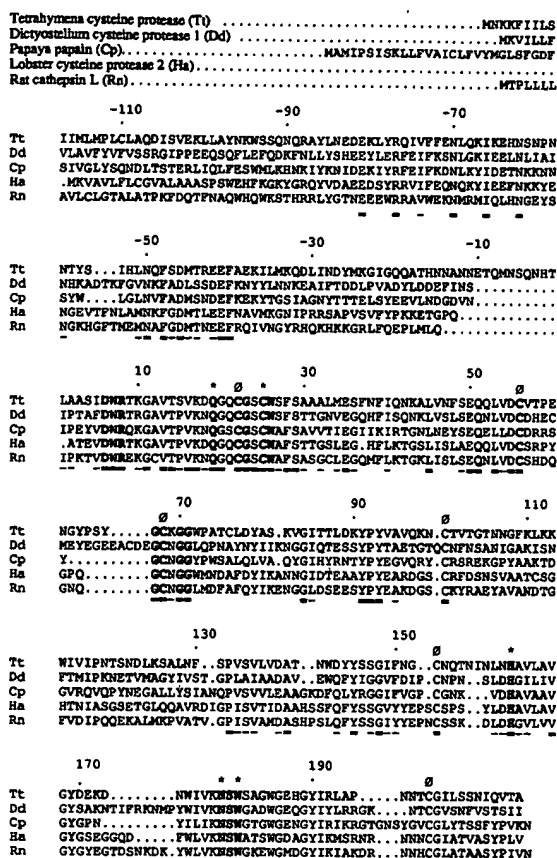 Tetrahymena cysteine protease (Tt) .................. MNKKFIILS
Dictyostelium cysteine protease 1 (Dd) .................. MKVILLF
Papaya papain (Cp) ............ MAMIPSISKLLFVAICLFVYMGLSFGDF
Lobster cysteine protease 2 (Ha) ..................
Rat cathepsin L (Rn) .................. MTPLLLL
-110 -90 -70
Tt IIMLMPLCLAQDISVEKLLAYNKWSSQNQRAYLNEDEKLYRQIVFFENLQKIKEHNSNPN
Dd VLAVFYVFVSSRGIPPEEQSQFLEFQDKFNLLYSHEEYLERFEIFKSNLGKIEELNLIAI
Cp SIVGLYSQNDLTSTERLIQLFESWMLKHNKIYKNIDEKIYRFEIFKDNLKYIDETNKKNN
Ha .MKVAVLFLCGVALAAASPSWEHFKGKYGRQYVDAEEDSYRRVIFEQNQKYIEEFNKKYE
Rn AVLCLGTALATPKFDQTFNAQWHQWKSTHRRLYGTNEEEWRRAVWEKNMRMIQLHNGEYS
-50 -30 -10
Tt NTYS...IHLNQFSDMTREEFAEKILMKQDLINDYMKGIGQQATHNNANNETQMNSQNHT
Dd NHKADTKFGVNKFADLSSDEFKNYYLNNKEAIFTDDLPVADYLDDEFINS..........
Cp SYW....LGLNVFADMSNDEFKEKYTGSIAGNYTTTELSYEEVLNDGDVN..........
Ha NGEVTFNLAMNKFGDMTLEEFNAVMKGNIPRRSAPVSVFYPKKETGPQ............
Rn NGKHGFTMEMNAFGDMTNEEFRQIVNGYRHQKHKKGRLFQEPLMLQ..............
10 * Ø * 30 50 Ø
Tt LAASIDWRTKGAVTSVKDQGQCGSCWSFSAAALMESFNFIQNKALVNFSEQQLVDCVTPE
Dd IPTAFDWRTRGAVTPVKNQGQCGSCWSFSTTGNVEGQHFISQNKLVSLSEQNLVDCDHEC
Cp IPEYVDWRQKGAVTPVKNQGSCGSCWAFSAVVTIEGIIKIRTGNLNEYSEQELLDCDRRS
Ha .ATEVDWRTKGAVTPVKDQGQCGSCWAFSTTGSLEG.HFLKTGSLISLAEQQLVDCSRPY
Rn IPKTVDWREKGCVTPVKNQGQCGSCWAFSASGCLEGQMFLKTGKLISLSEQNLVDCSHDQ
Ø 70 90 Ø 110
Tt NGYPSY.....GCKGGWPATCLDYAS.KVGITTLDKYPYVAVQKN.CTVTGTNNGFKLKK
Dd MEYEGEEACDEGCNGGLQPNAYNYIIKNGGIQTESSYPYTAETGTQCNFNSANIGAKISN
Cp Y..........GCNGGYPWSALQLVA.QYGIHYRNTYPYEGVQRY.CRSREKGPYAAKTD
Ha GPQ........GCNGGWMNDAFDYIKANNGIDTEAAYPYEARDGS.CRFDSNSVAATCSG
Rn GNQ........GCNGGLMDFAFQYIKENGGLDSEESYPYEAKDGS.CKYRAEYAVANDTG
130 150 Ø *
Tt WIVIPNTSNDLKSALNF..SPVSVLVDAT..NWDYYSSGIFNG..CNQTNINLNHAVLAV
Dd FTMIPKNETVMAGYIVST.GPLAIAADAV..EWQFYIGGVFDIP.CNPN..SLDHGILIV
Cp GVRQVQPYNEGALLYSIANQPVSVVLEAAGKDFQLYRGGIFVGP.CGNK...VDHAVAAV
Ha HTNIASGSETGLQQAVRDIGPISVTIDAAHSSFQFYSSGVYYEPSCSPSY..LDHAVLAV
Rn FVDIPQQEKALMKPVATV.GPISVAMDASHPSLQFYSSGIYYEPNCSSK...DLDHGVLVV
170 * * 190 Ø
Tt GYDEKD.......NWIVKNSWSAGWGEHGYIRLAP.....NNTCGILSSNIQVTA
Dd GYSAKNTIFRKNMPYWIVKNSWGADWGEQGYIYLRRGK...NTCGVSNFVSTSII
Cp GYGPN........YILIKNSWGTGWGENGYIRIKRGTGNSYGVCGLYTSSFYPVKN
Ha GYGSEGGQD....FWLVKNSWATSWGDAGYIKMSRNR...NNNCGIATVASYPLV
Rn GYGYEGTDSNKDK.YWLVKNSWGKEWGMDGYIKIAKDR...NNHCGLATAASYPIVN